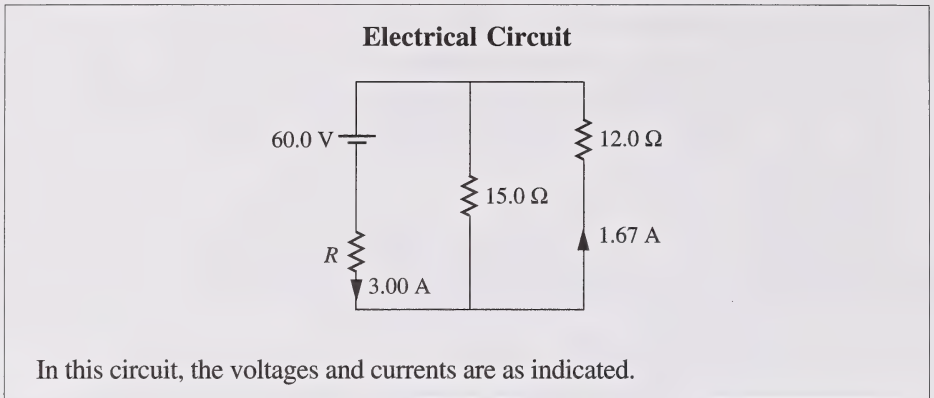 Electrical Circuit
60.0 V
12.0 Ω
15.0 Ω
1.67 A
R
3.00 A
In this circuit, the voltages and currents are as indicated.